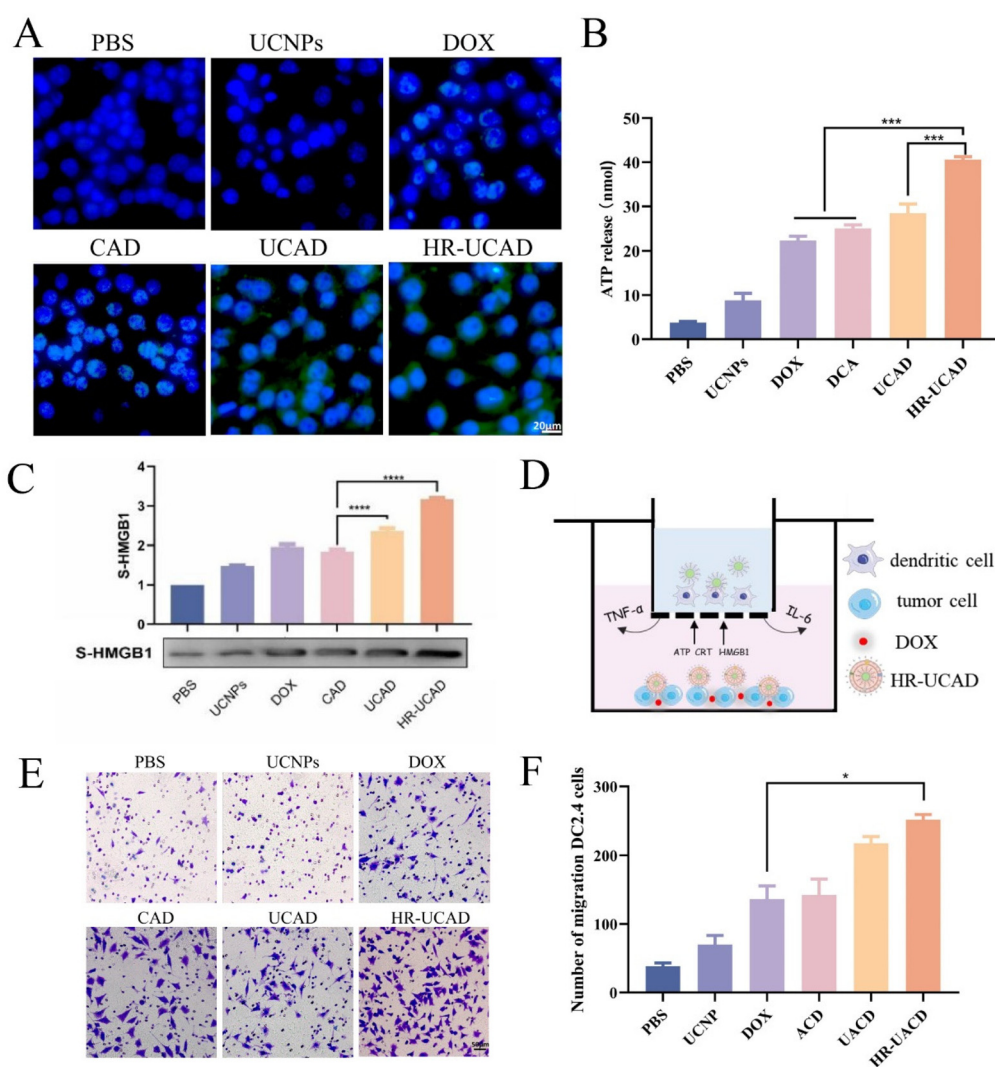 A
PBS
UCNPs
DOX
CAD
UCAD
HR-UCAD
20μm
B
ATP release (nmol)
50
40
30
20
10
0
***
***
PBS
UCNPs
DOX
DCA
UCAD
HR-UCAD
C
S-HMGB1
4
3
2
1
0
****
****
S-HMGB1
PBS
UCNPs
DOX
CAD
UCAD
HR-UCAD
D
TNF-α
IL-6
ATP CRT HMGB1
dendritic cell
tumor cell
DOX
HR-UCAD
E
PBS
UCNPs
DOX
CAD
UCAD
HR-UCAD
F
Number of migration DC2.4 cells
300
200
100
0
*
PBS
UCNP
DOX
ACD
UACD
HR-UACD